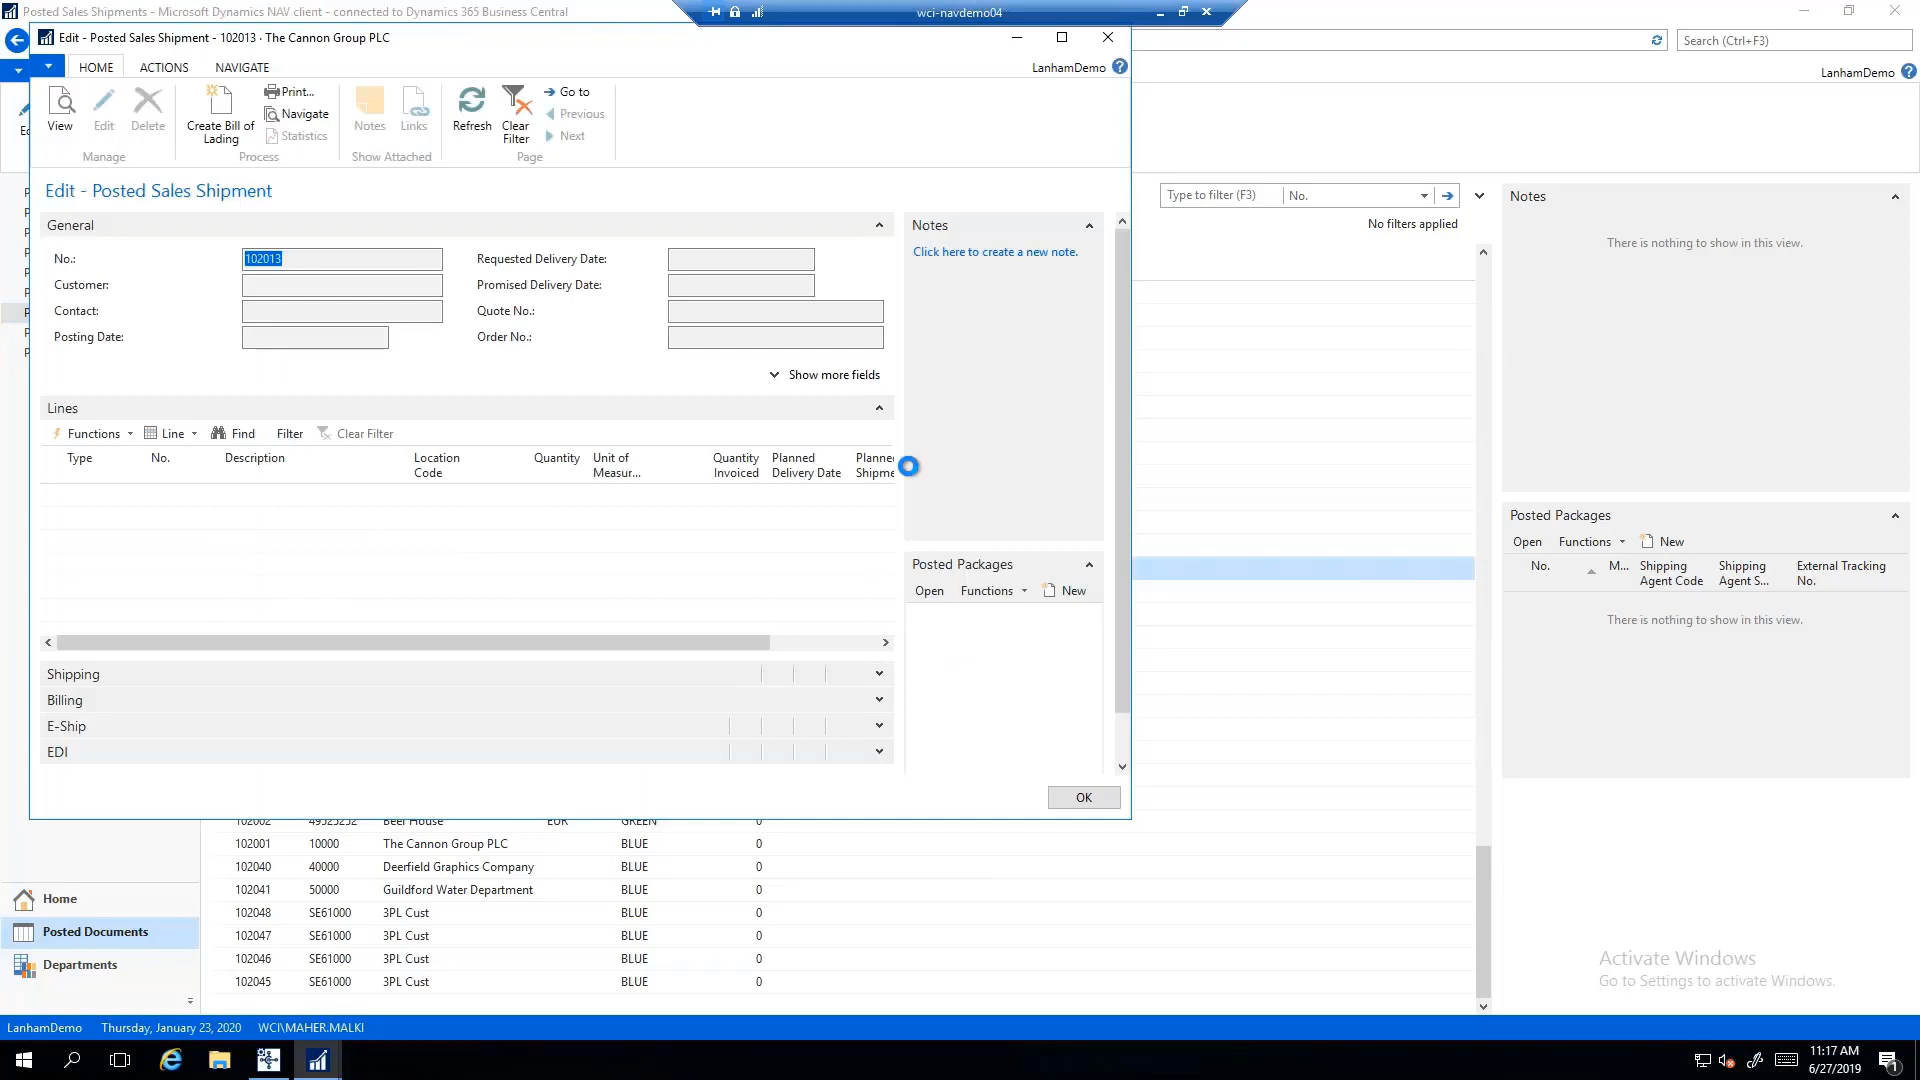 Posted Sales Shipments - Microsoft Dynamics NAV client - connected to Dynamics 365 Business Central
wci-navdemo04
Edit - Posted Sales Shipment - 102013 · The Cannon Group PLC
Search (Ctrl+F3)
HOME ACTIONS NAVIGATE
LanhamDemo
LanhamDemo
View
Edit
Delete
Manage
Create Bill of Lading
Print...
Navigate
Statistics
Process
Notes
Links
Show Attached
Refresh
Clear Filter
Go to
Previous
Next
Page
Edit - Posted Sales Shipment
General
No.: 102013
Customer:
Contact:
Posting Date:
Requested Delivery Date:
Promised Delivery Date:
Quote No.:
Order No.:
Show more fields
Notes
Click here to create a new note.
Type to filter (F3) No.
No filters applied
Notes
There is nothing to show in this view.
Lines
Functions Line Find Filter Clear Filter
Type No. Description Location Code Quantity Unit of Measur... Quantity Invoiced Planned Delivery Date Planne Shipme
Posted Packages
Open Functions New
Posted Packages
Open Functions New
No. M... Shipping Agent Code Shipping Agent S... External Tracking No.
There is nothing to show in this view.
Shipping
Billing
E-Ship
EDI
OK
102002 49525252 Beef House EUR GREEN 0
102001 10000 The Cannon Group PLC BLUE 0
102040 40000 Deerfield Graphics Company BLUE 0
102041 50000 Guildford Water Department BLUE 0
102048 SE61000 3PL Cust BLUE 0
102047 SE61000 3PL Cust BLUE 0
102046 SE61000 3PL Cust BLUE 0
102045 SE61000 3PL Cust BLUE 0
Home
Posted Documents
Departments
Activate Windows
Go to Settings to activate Windows.
LanhamDemo Thursday, January 23, 2020 WCI\MAHER.MALKI
11:17 AM
6/27/2019
1